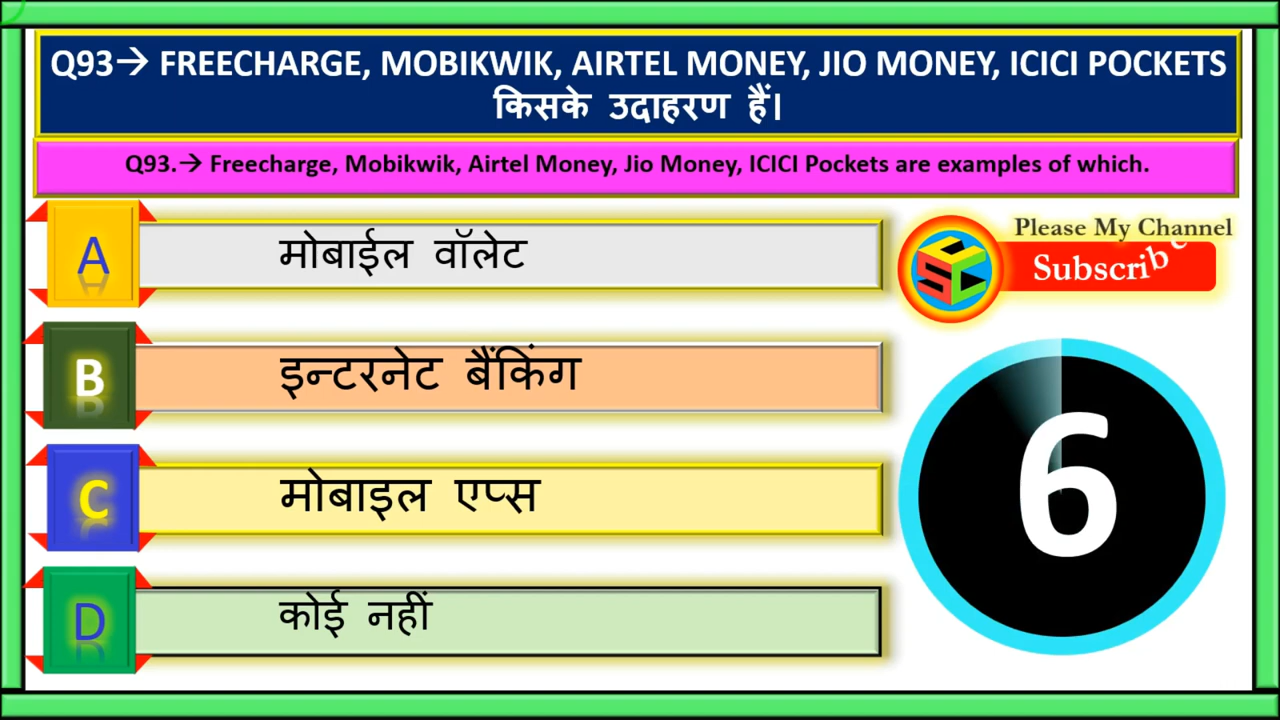 Q93→ FREECHARGE, MOBIKWIK, AIRTEL MONEY, JIO MONEY, ICICI POCKETS
किसके उदाहरण हैं।
Q93.→ Freecharge, Mobikwik, Airtel Money, Jio Money, ICICI Pockets are examples of which.
A मोबाईल वॉलेट
Please My Channel
Subscribe
SSC
B इन्टरनेट बैंकिंग
C मोबाइल एप्स
6
D कोई नहीं